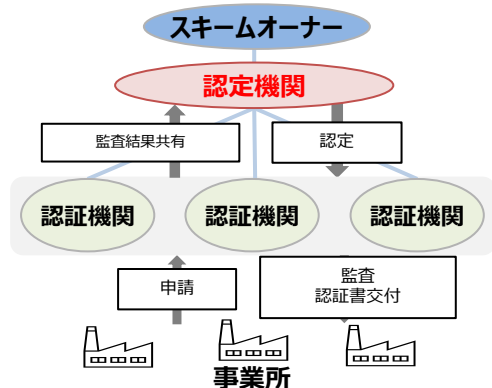 スキームオーナー
認定機関
監査結果共有
認定
認証機関
認証機関
認証機関
申請
監査
認証書交付
事業所